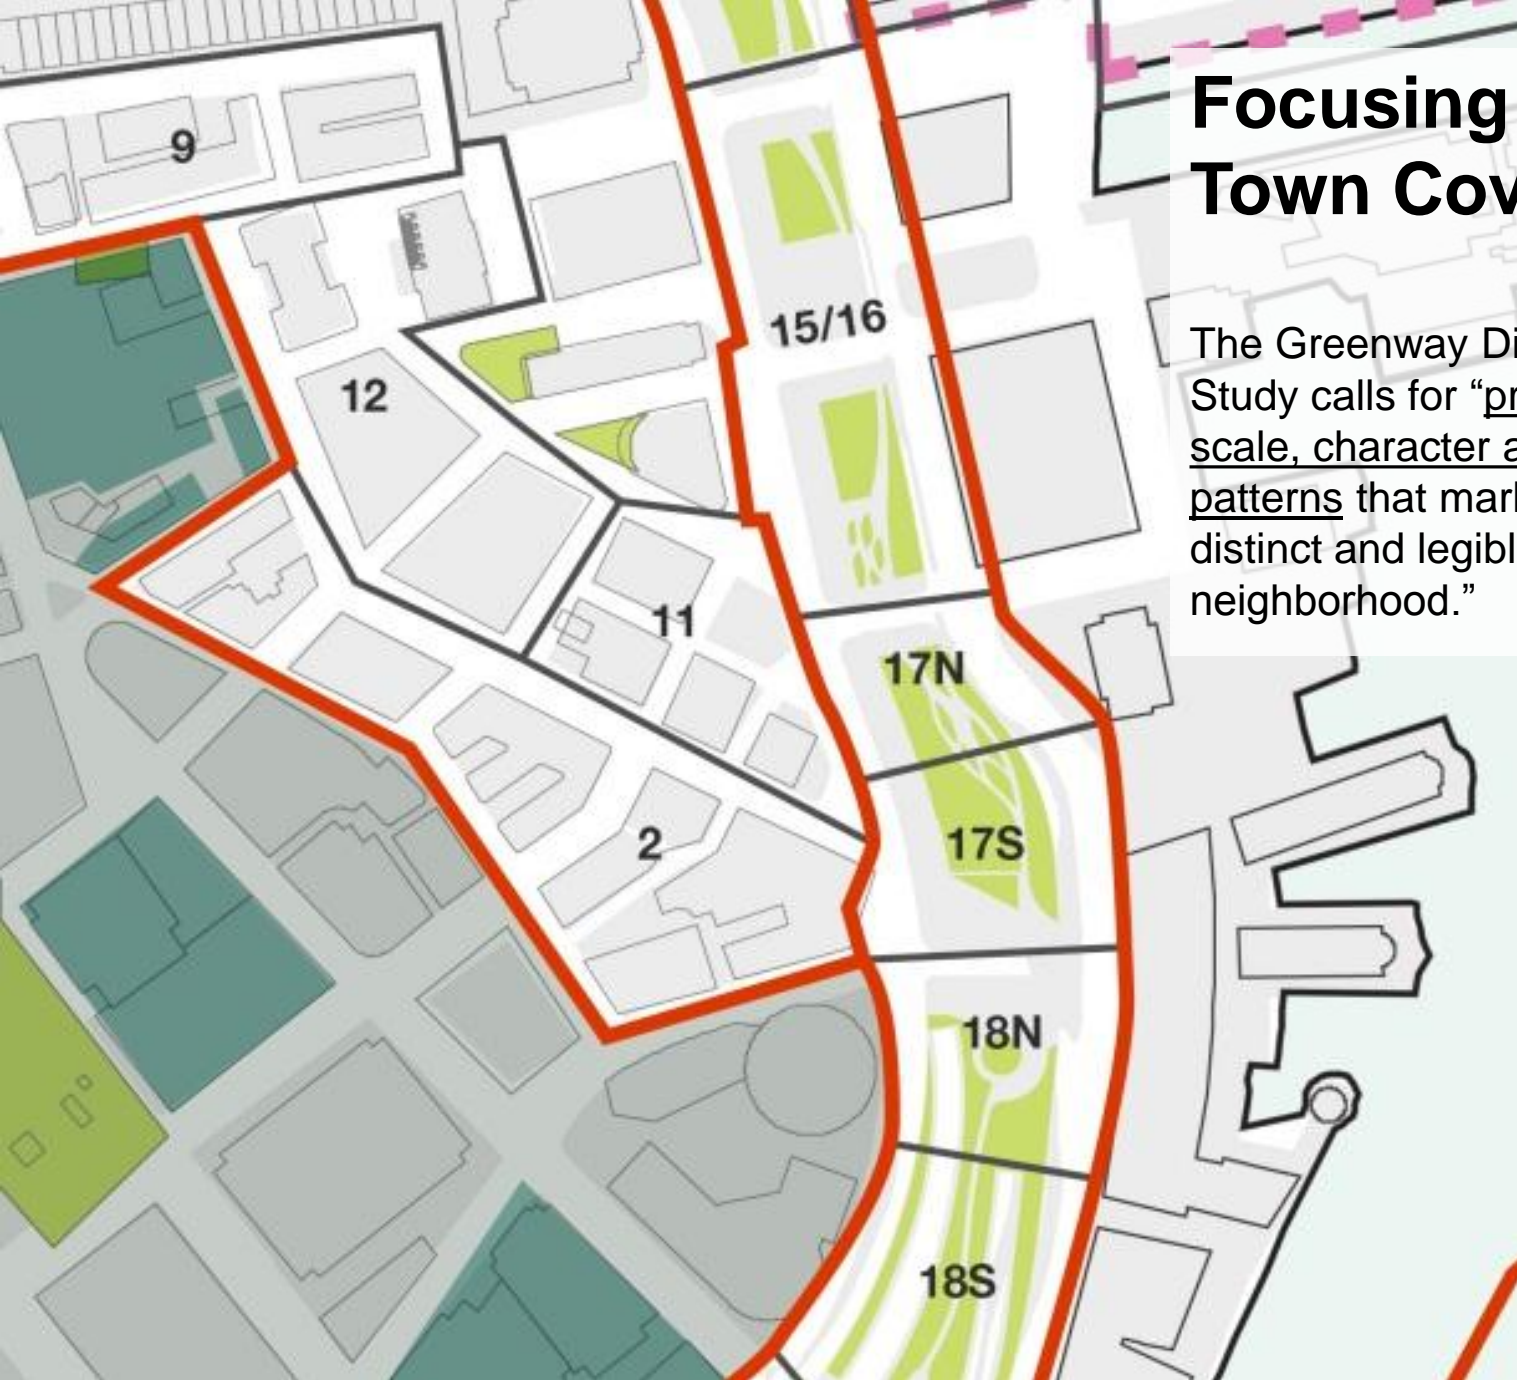 Focusing
Town Cov
The Greenway Di
Study calls for “pr
scale, character a
patterns that mark
distinct and legibl
neighborhood.”
9
12
15/16
11
17N
2
17S
18N
18S